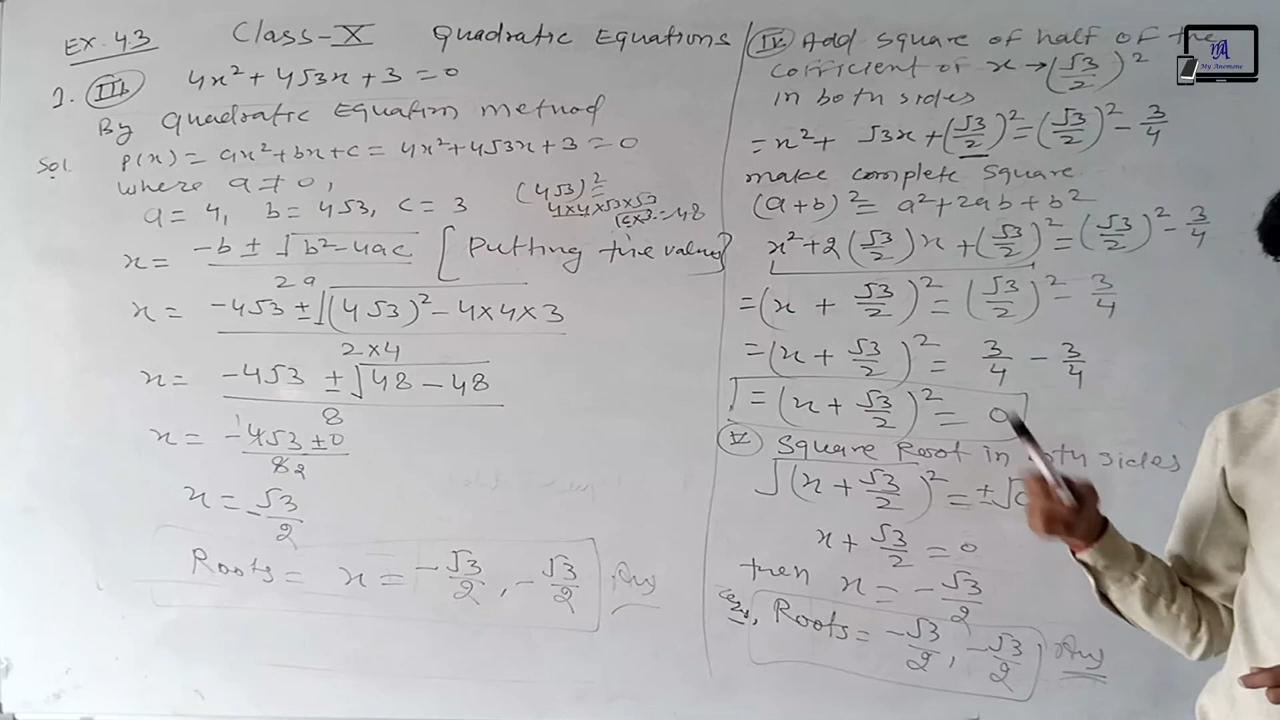 Ex. 4.3 Class-X Quadratic Equations
1. (III) 4x² + 4√3x + 3 = 0
By Quadratic Equation method
Sol P(x) = ax² + bx + c = 4x² + 4√3x + 3 = 0
where a ≠ 0,
a = 4, b = 4√3, c = 3
(4√3)² =
4×4×√3×√3
16×3 = 48
x = (-b ± √(b² - 4ac)) / 2a [Putting the values]
x = (-4√3 ± √((4√3)² - 4×4×3)) / (2×4)
x = (-4√3 ± √(48 - 48)) / 8
x = (-4√3 ± 0) / 8 1 2
x = -√3/2
Roots = x = -√3/2, -√3/2 Ans
(IV) Add square of half of the
cofficient of x → (√3/2)²
in both sides
= x² + √3x + (√3/2)² = (√3/2)² - 3/4
make complete square
(a+b)² = a² + 2ab + b²
x² + 2(√3/2)x + (√3/2)² = (√3/2)² - 3/4
= (x + √3/2)² = (√3/2)² - 3/4
= (x + √3/2)² = 3/4 - 3/4
= (x + √3/2)² = 0
(V) Square Root in both sides
√(x + √3/2)² = ±√0
x + √3/2 = 0
then x = -√3/2
Roots = -√3/2, -√3/2 Ans
MA
My Anemone